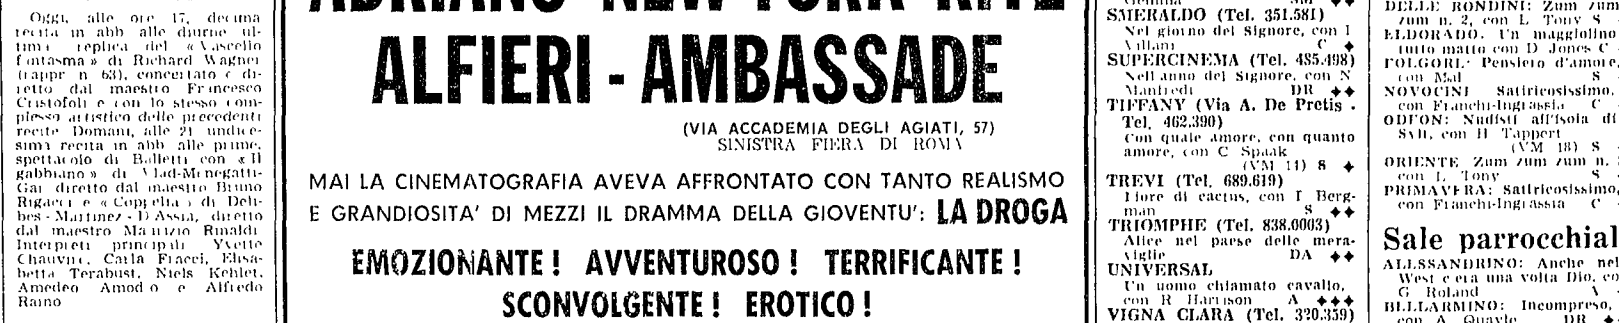 Oggi, alle ore 17, decima
recita in abb alle diurne ul-
tima replica del « Vascello
fantasma » di Richard Wagner
(rappr n 63), concertato e di-
retto dal maestro Francesco
Cristofoli e con lo stesso com-
plesso artistico delle precedenti
recite Domani, alle 21 undice-
sima recita in abb alle prime,
spettacolo di Balletti con « Il
gabbiano » di Vlad-Menegatti-
Gai diretto dal maestro Bruno
Rigacci e « Coppelia » di Deli-
bes - Martinez - D'Assia, diretto
dal maestro Maurizio Rinaldi
Interpreti principali Yvette
Chauviré, Carla Fracci, Elisa-
betta Terabust, Niels Kehlet,
Amedeo Amodio e Alfredo
Raino
ADRIANO NEW YORK RITZ
ALFIERI - AMBASSADE
(VIA ACCADEMIA DEGLI AGIATI, 57)
SINISTRA FIERA DI ROMA
MAI LA CINEMATOGRAFIA AVEVA AFFRONTATO CON TANTO REALISMO
E GRANDIOSITA' DI MEZZI IL DRAMMA DELLA GIOVENTU': LA DROGA
EMOZIONANTE ! AVVENTUROSO ! TERRIFICANTE !
SCONVOLGENTE ! EROTICO !
SMERALDO (Tel. 351.581)
Nel giorno del Signore, con I
Villani C ♦
SUPERCINEMA (Tel. 485.498)
Nell'anno del Signore, con N
Manfredi DR ♦♦
TIFFANY (Via A. De Pretis -
Tel. 462.390)
Con quale amore, con quanto
amore, con C Spaak
(VM 14) S ♦
TREVI (Tel. 689.619)
Fiore di cactus, con I Berg-
man S ♦♦
TRIOMPHE (Tel. 838.0003)
Alice nel paese delle mera-
viglie DA ♦♦
UNIVERSAL
Un uomo chiamato cavallo,
con R Harrison A ♦♦♦
VIGNA CLARA (Tel. 320.359)
DELLE RONDINI: Zum zum
zum n. 2, con L Tony S
ELDORADO. Un maggiolino
tutto matto con D Jones C
FOLGORE: Pensiero d'amore,
con Mal S
NOVOCINE Satiricosissimo,
con Franchi-Ingrassia C
ODEON: Nudisti all'isola di
Sylt, con H Tappert
(VM 18) S
ORIENTE Zum zum zum n.
con L Tony S
PRIMAVERA: Satiricosissimo,
con Franchi-Ingrassia C
Sale parrocchial
ALESSANDRINO: Anche nel
West c'era una volta Dio, co
G Roland
BELLARMINO: Incompreso,
con A Quayle DR ♦